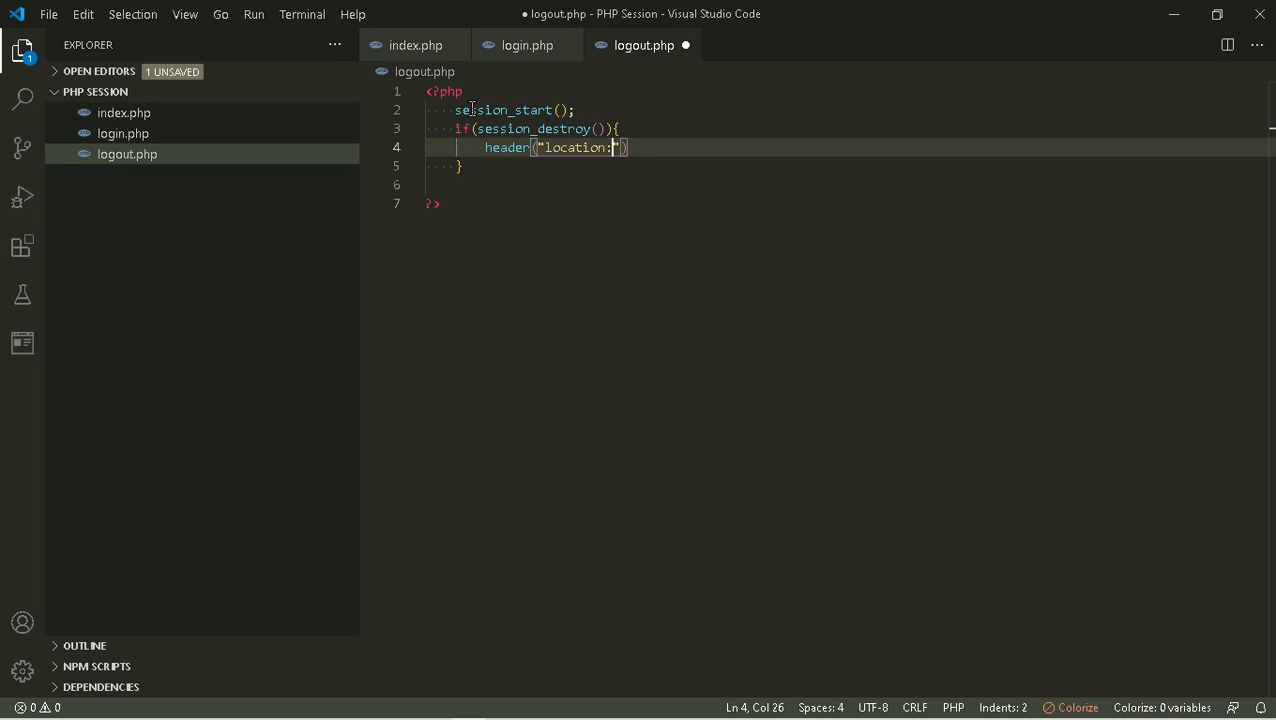 File Edit Selection View Go Run Terminal Help
● logout.php - PHP Session - Visual Studio Code
EXPLORER
index.php login.php logout.php
OPEN EDITORS 1 UNSAVED
PHP SESSION
index.php
login.php
logout.php
OUTLINE
NPM SCRIPTS
DEPENDENCIES
1
logout.php
1 <?php
2 session_start();
3 if(session_destroy()){
4 header("location:")
5 }
6
7 ?>
0 0
Ln 4, Col 26 Spaces: 4 UTF-8 CRLF PHP Indents: 2 Colorize Colorize: 0 variables